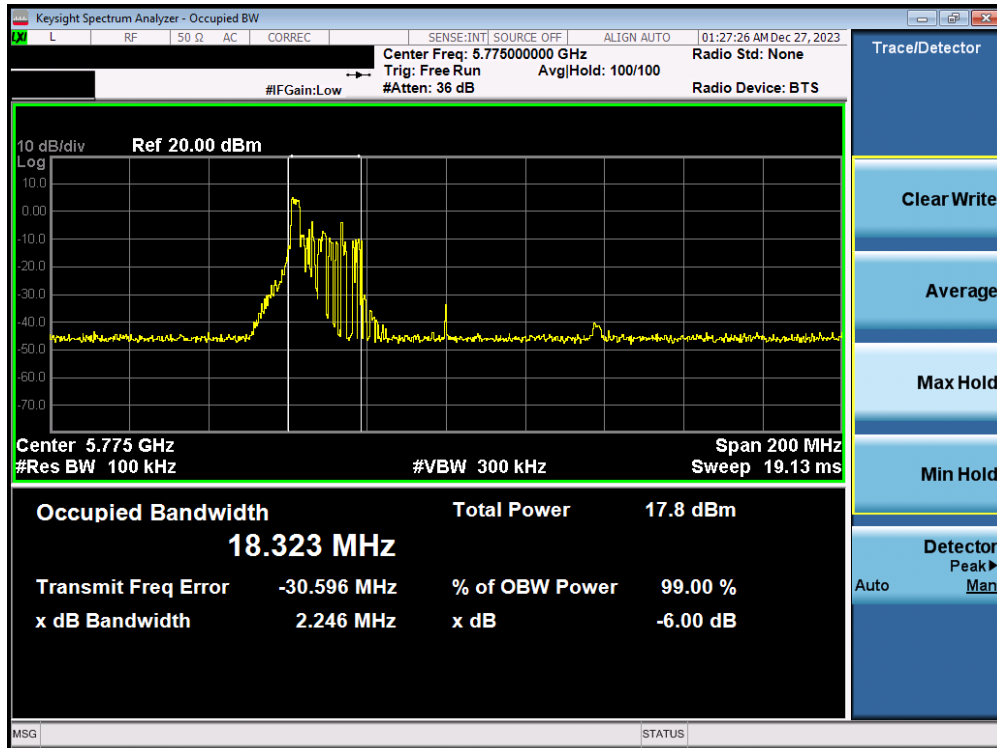 Keysight Spectrum Analyzer - Occupied BW
LXI L RF 50 Ω AC CORREC SENSE:INT SOURCE OFF ALIGN AUTO 01:27:26 AM Dec 27, 2023
Center Freq: 5.775000000 GHz Radio Std: None
Trig: Free Run Avg|Hold: 100/100
#IFGain:Low #Atten: 36 dB Radio Device: BTS
Trace/Detector
10 dB/div Ref 20.00 dBm
Log
10.0
0.00
-10.0
-20.0
-30.0
-40.0
-50.0
-60.0
-70.0
Center 5.775 GHz Span 200 MHz
#Res BW 100 kHz #VBW 300 kHz Sweep 19.13 ms
Clear Write
Average
Max Hold
Min Hold
Detector
Peak▶
Auto Man
Occupied Bandwidth Total Power 17.8 dBm
18.323 MHz
Transmit Freq Error -30.596 MHz % of OBW Power 99.00 %
x dB Bandwidth 2.246 MHz x dB -6.00 dB
MSG STATUS